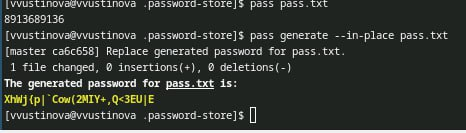 [vvustinova@vvustinova .password-store]$ pass pass.txt
8913689136
[vvustinova@vvustinova .password-store]$ pass generate --in-place pass.txt
[master ca6c658] Replace generated password for pass.txt.
 1 file changed, 0 insertions(+), 0 deletions(-)
The generated password for pass.txt is:
XhWj{p|`Cow(2MIY+,Q<3EU|E
[vvustinova@vvustinova .password-store]$